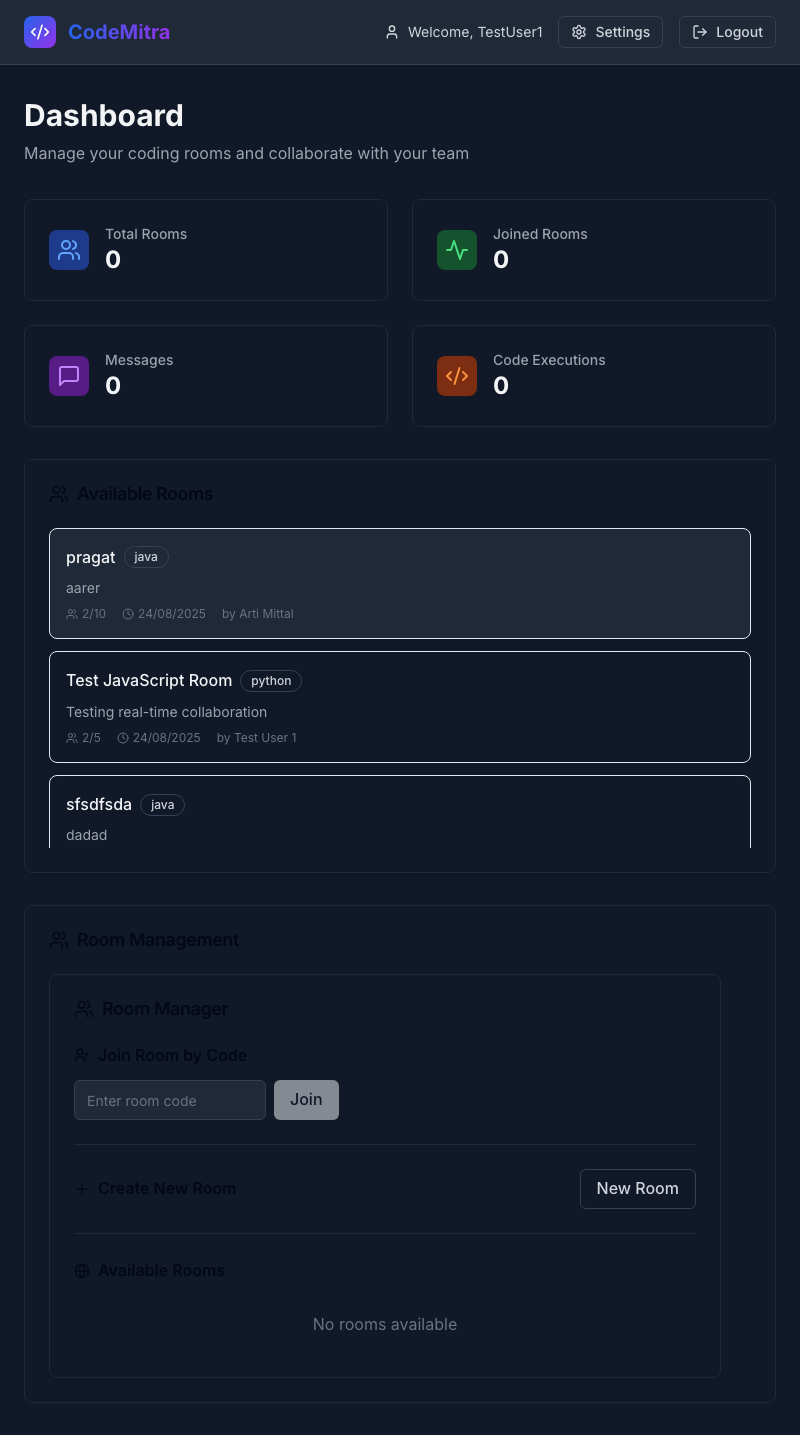 CodeMitra
Welcome, TestUser1
Settings
Logout
Dashboard
Manage your coding rooms and collaborate with your team
Total Rooms
0
Joined Rooms
0
Messages
0
Code Executions
0
Available Rooms
pragat java
aarer
2/10 24/08/2025 by Arti Mittal
Test JavaScript Room python
Testing real-time collaboration
2/5 24/08/2025 by Test User 1
sfsdfsda java
dadad
Room Management
Room Manager
Join Room by Code
Enter room code Join
Create New Room New Room
Available Rooms
No rooms available